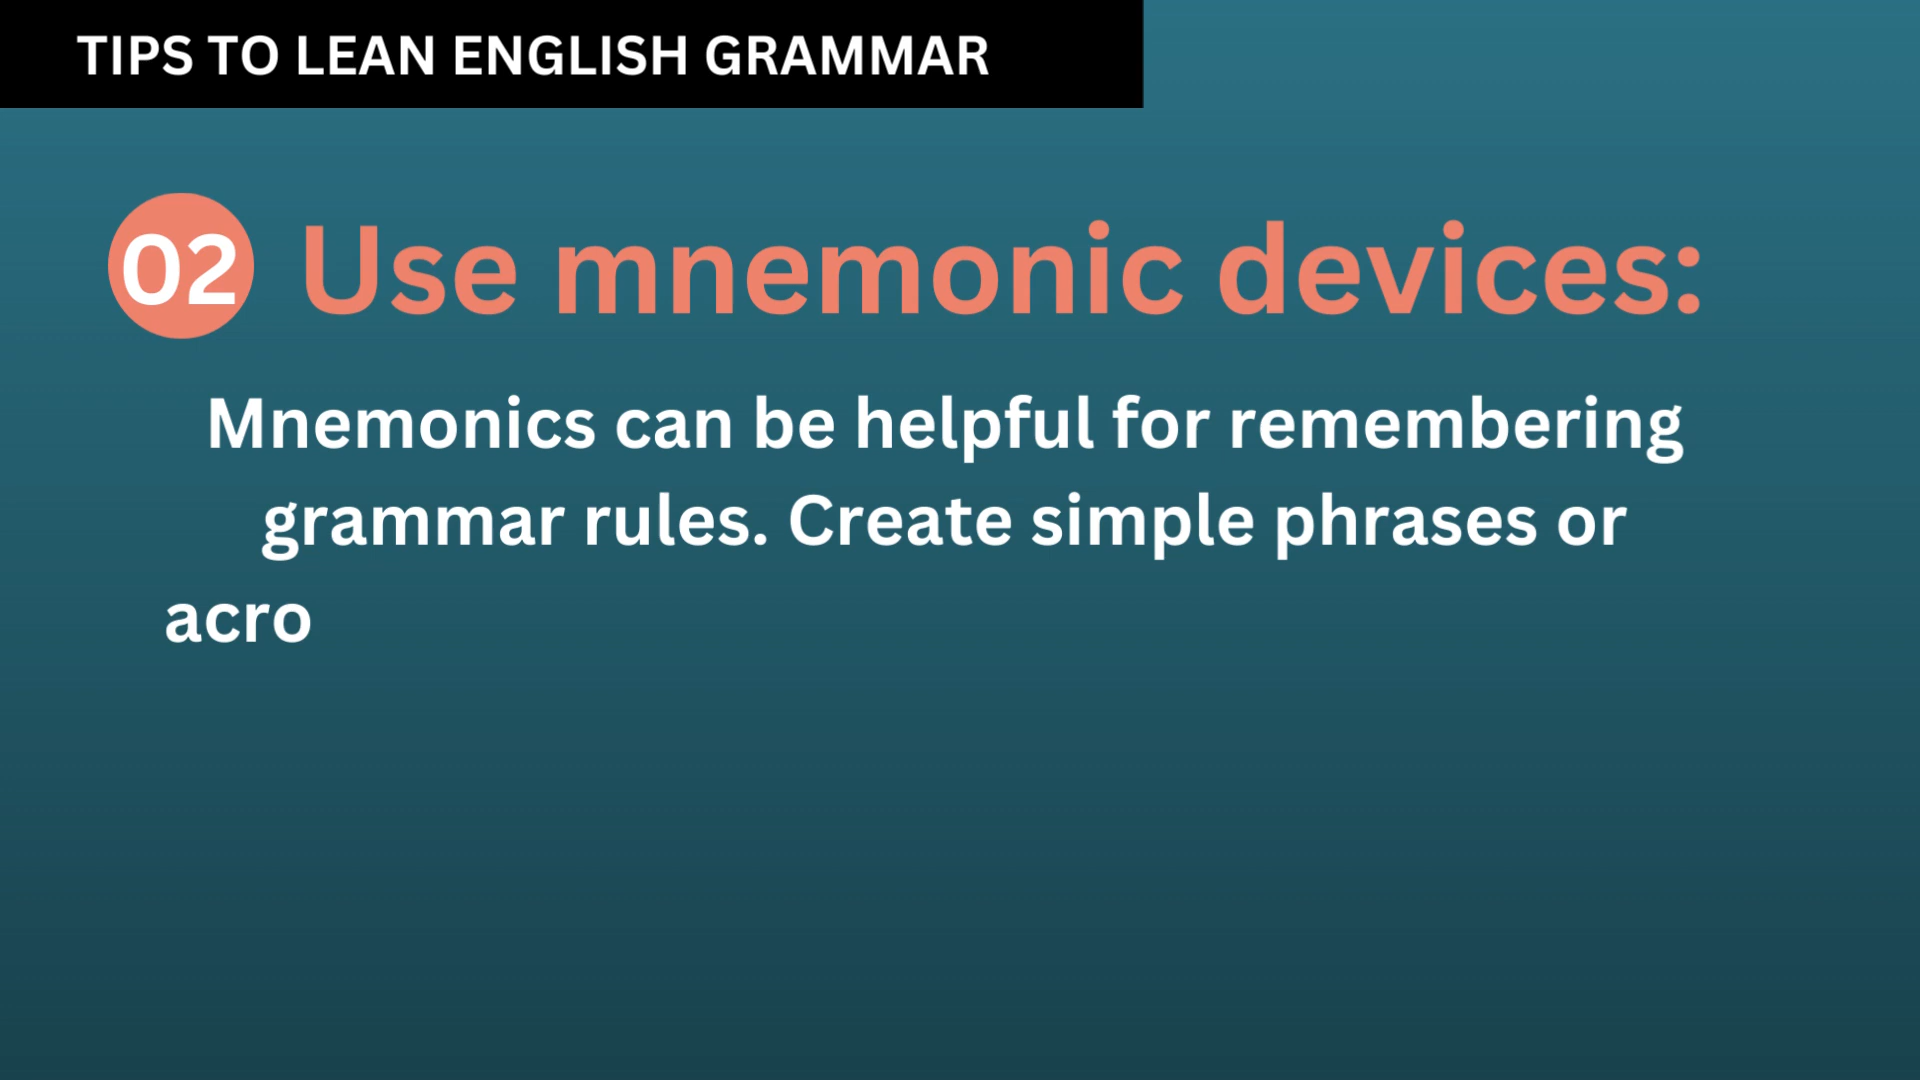 TIPS TO LEAN ENGLISH GRAMMAR
02 Use mnemonic devices:
Mnemonics can be helpful for remembering
grammar rules. Create simple phrases or
acro